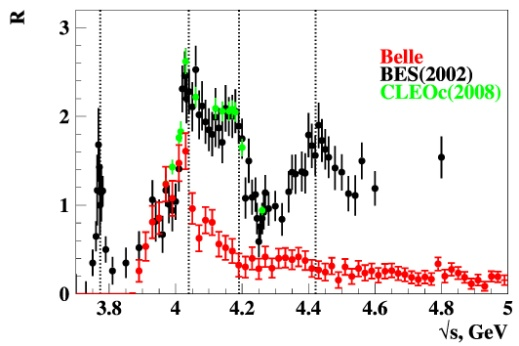 R
3
2
1
0
Belle
BES(2002)
CLEOc(2008)
3.8
4
4.2
4.4
4.6
4.8
5
√s, GeV